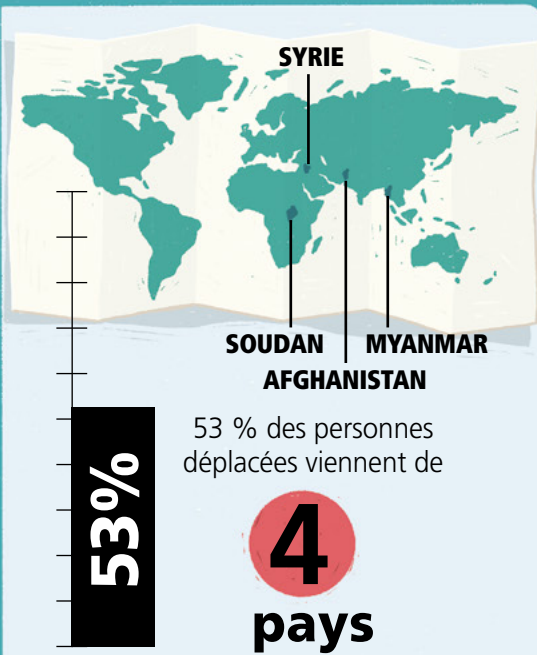 SYRIE
SOUDAN
MYANMAR
AFGHANISTAN
53 % des personnes
déplacées viennent de
4
pays
53%